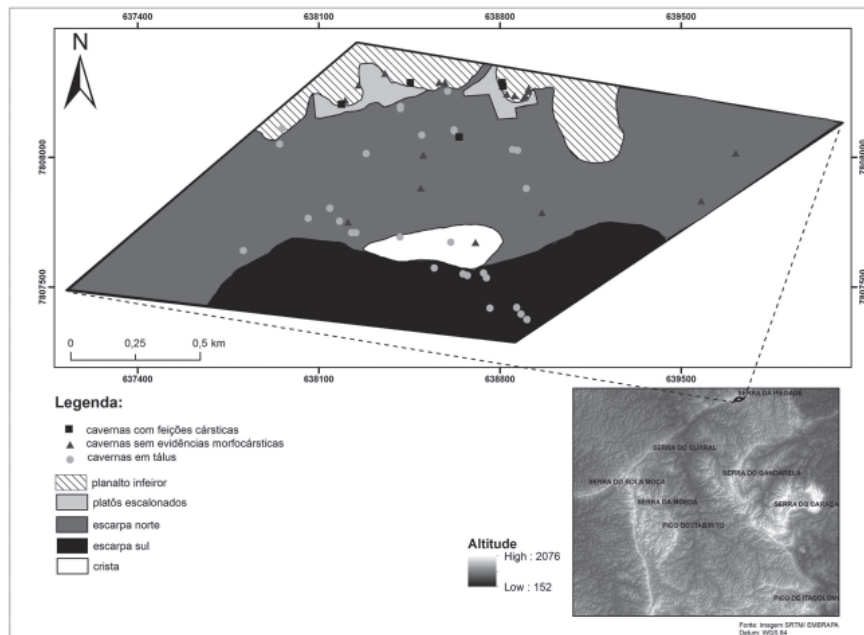 637400 638100 638800 639500
N
7808000 7808000
7807500 7807500
0 0,25 0,5 km
637400 638100 638800 639500
Legenda:
cavernas com feições cársticas
cavernas sem evidências morfocársticas
cavernas em tálus
planalto infeiror
platôs escalonados
escarpa norte
escarpa sul
crista
Altitude
High : 2076
Low : 152
SERRA DA PIEDADE
SERRA DO CURRAL
SERRA DO GANDARELA
SERRA DO ROLA MOÇA
SERRA DA MOEDA
SERRA DO CARAÇA
PICO DO ITABIRITO
PICO DE ITACOLOMI
Fonte: Imagem SRTM/ EMBRAPA
Datum: WGS 84